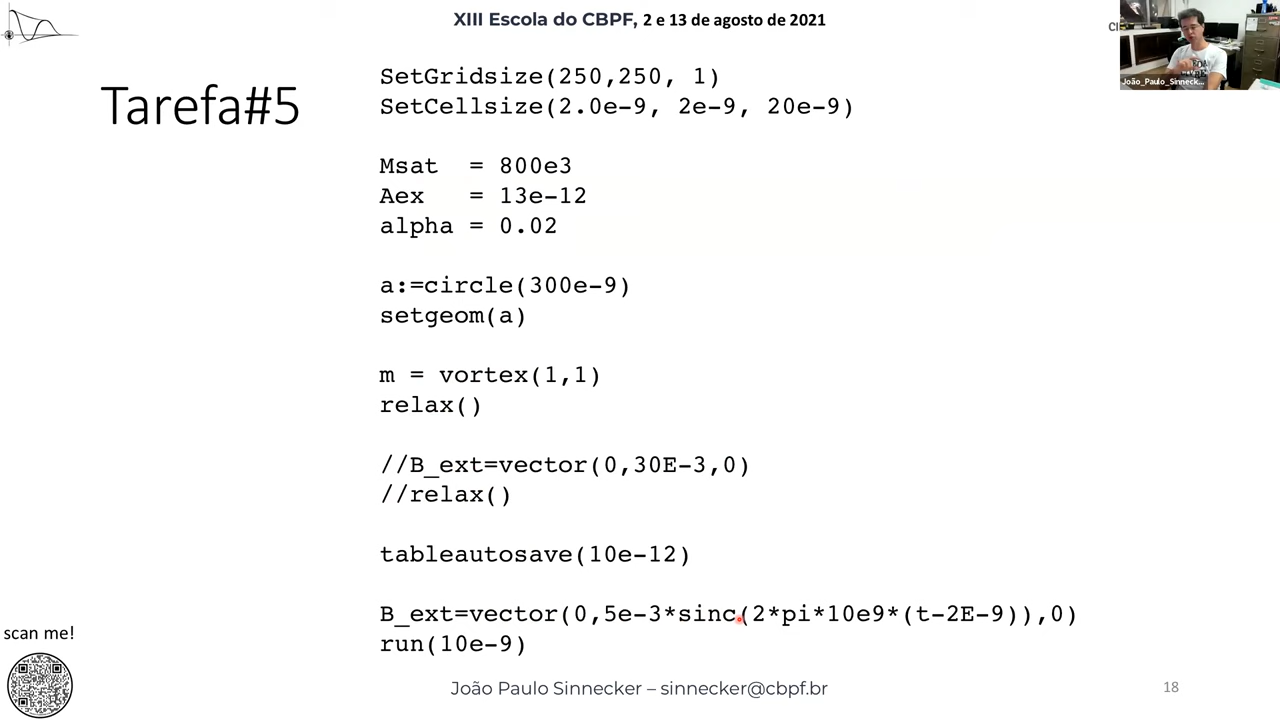 XIII Escola do CBPF, 2 e 13 de agosto de 2021
João_Paulo_Sinneck...
Tarefa#5
SetGridsize(250,250, 1)
SetCellsize(2.0e-9, 2e-9, 20e-9)
Msat = 800e3
Aex = 13e-12
alpha = 0.02
a:=circle(300e-9)
setgeom(a)
m = vortex(1,1)
relax()
//B_ext=vector(0,30E-3,0)
//relax()
tableautosave(10e-12)
B_ext=vector(0,5e-3*sinc(2*pi*10e9*(t-2E-9)),0)
run(10e-9)
scan me!
João Paulo Sinnecker – sinnecker@cbpf.br
18